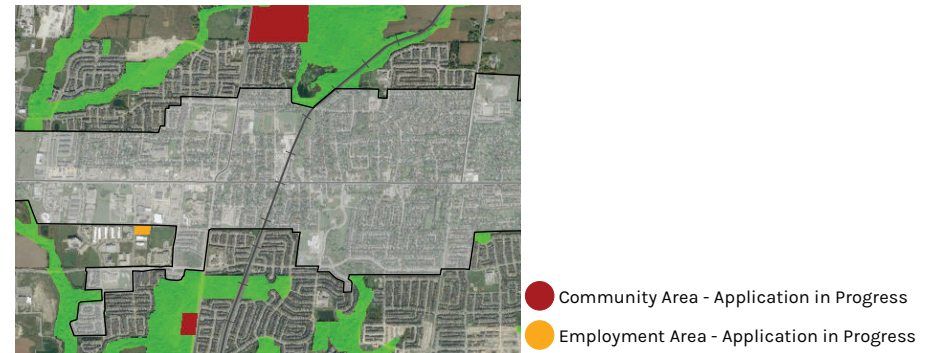 Community Area - Application in Progress
Employment Area - Application in Progress